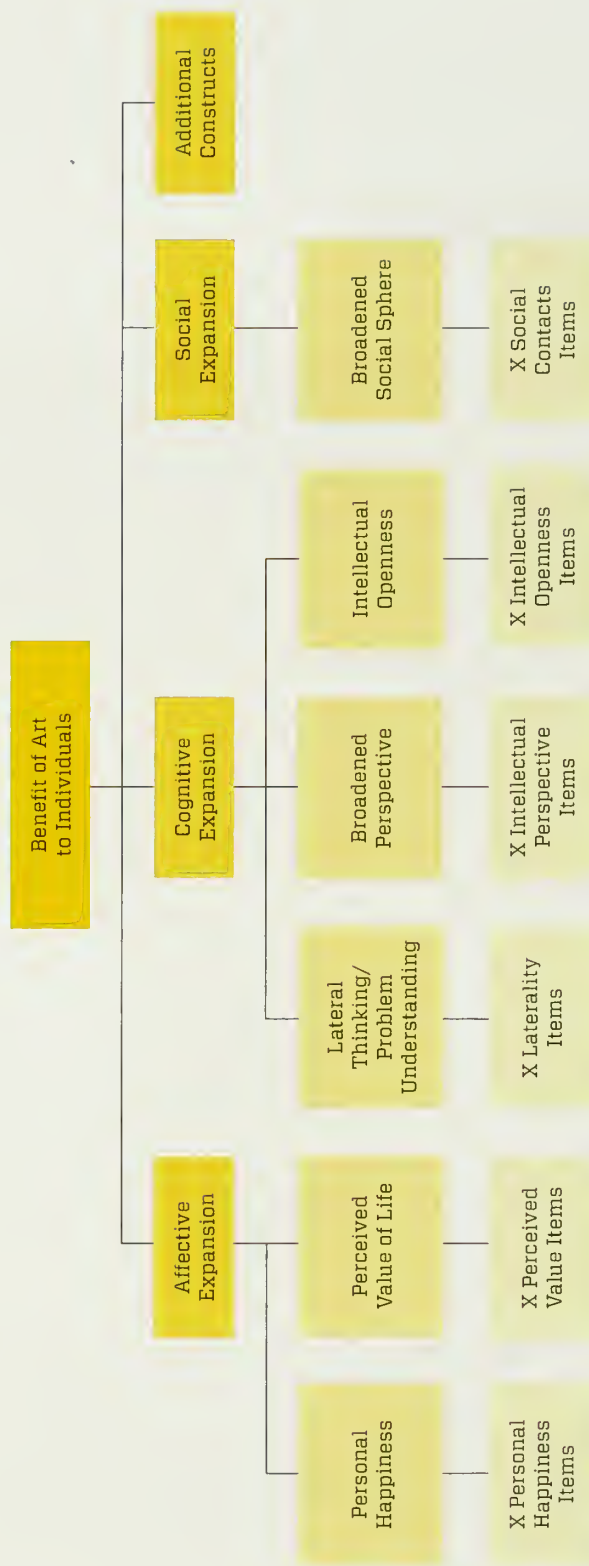 Benefit of Art
to Individuals
Affective
Expansion
Cognitive
Expansion
Social
Expansion
Additional
Constructs
Personal
Happiness
Perceived
Value of Life
Lateral
Thinking/
Problem
Understanding
Broadened
Perspective
Intellectual
Openness
Broadened
Social Sphere
X Personal
Happiness
Items
X Perceived
Value Items
X Laterality
Items
X Intellectual
Perspective
Items
X Intellectual
Openness
Items
X Social
Contacts
Items